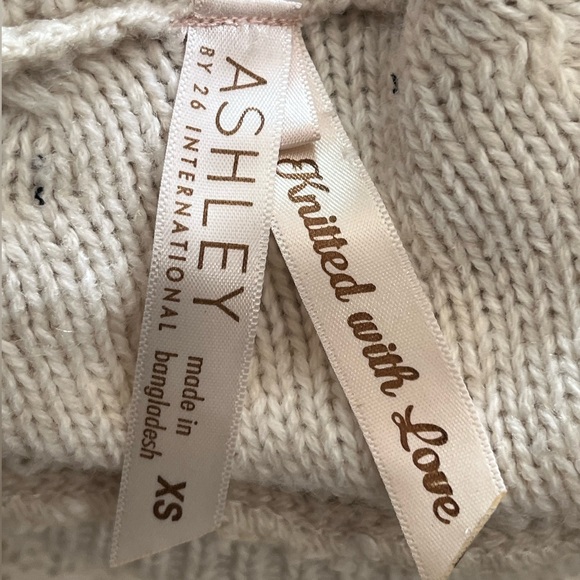 ASHLEY
BY 26 INTERNATIONAL
made in
bangladesh
XS
Knitted with Love